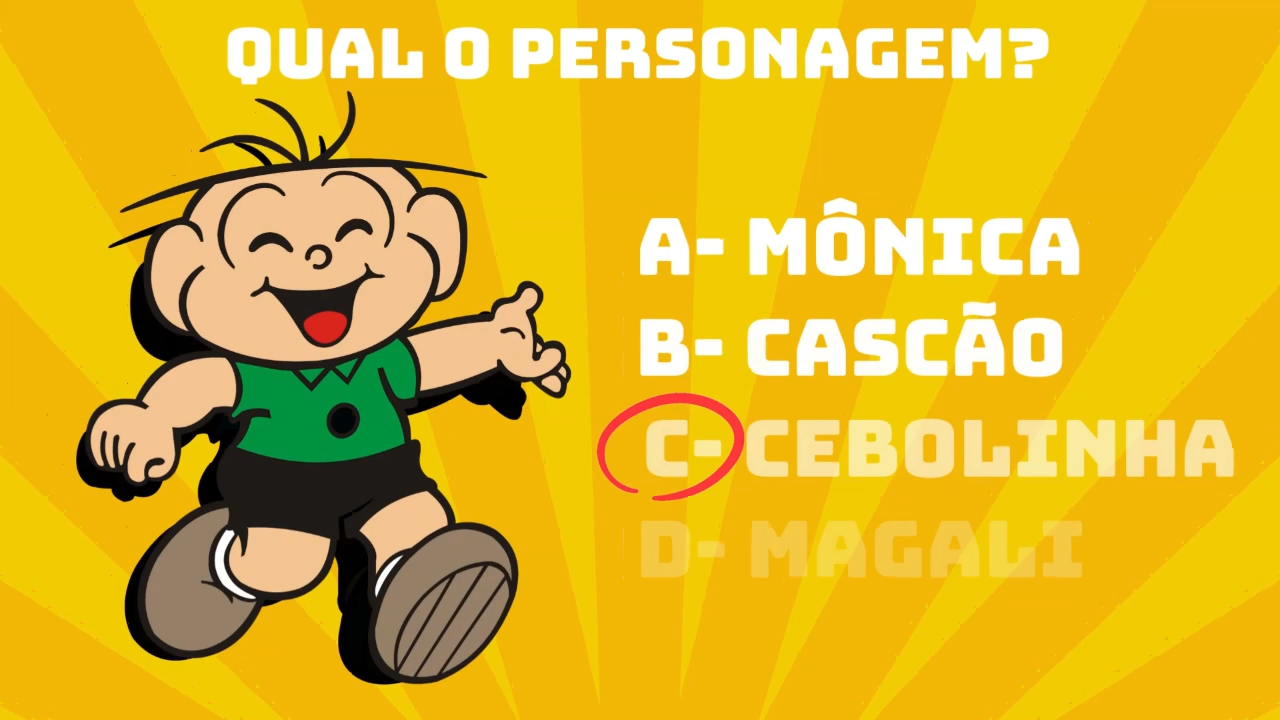 QUAL O PERSONAGEM?
A- MÔNICA
B- CASCÃO
C- CEBOLINHA
D- MAGALI